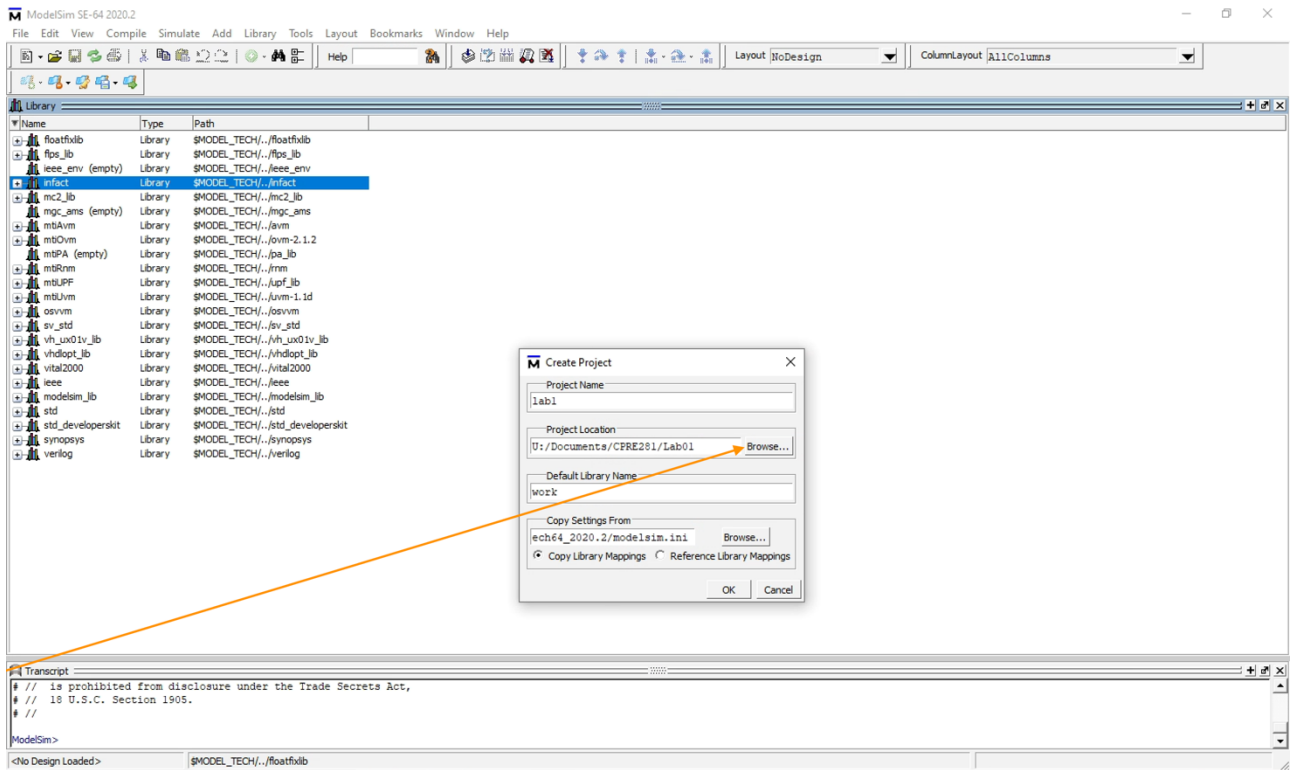 ModelSim SE-64 2020.2
File Edit View Compile Simulate Add Library Tools Layout Bookmarks Window Help
Help
Layout NoDesign
ColumnLayout AllColumns
Library
Name Type Path
floatfixlib Library $MODEL_TECH/../floatfixlib
flps_lib Library $MODEL_TECH/../flps_lib
ieee_env (empty) Library $MODEL_TECH/../ieee_env
infact Library $MODEL_TECH/../infact
mc2_lib Library $MODEL_TECH/../mc2_lib
mgc_ams (empty) Library $MODEL_TECH/../mgc_ams
mtiAvm Library $MODEL_TECH/../avm
mtiOvm Library $MODEL_TECH/../ovm-2.1.2
mtiPA (empty) Library $MODEL_TECH/../pa_lib
mtiRnm Library $MODEL_TECH/../rnm
mtiUPF Library $MODEL_TECH/../upf_lib
mtiUvm Library $MODEL_TECH/../uvm-1.1d
osvvm Library $MODEL_TECH/../osvvm
sv_std Library $MODEL_TECH/../sv_std
vh_ux01v_lib Library $MODEL_TECH/../vh_ux01v_lib
vhdlopt_lib Library $MODEL_TECH/../vhdlopt_lib
vital2000 Library $MODEL_TECH/../vital2000
ieee Library $MODEL_TECH/../ieee
modelsim_lib Library $MODEL_TECH/../modelsim_lib
std Library $MODEL_TECH/../std
std_developerskit Library $MODEL_TECH/../std_developerskit
synopsys Library $MODEL_TECH/../synopsys
verilog Library $MODEL_TECH/../verilog
Create Project
Project Name
lab1
Project Location
U:/Documents/CPRE281/Lab01 Browse...
Default Library Name
work
Copy Settings From
ech64_2020.2/modelsim.ini Browse...
Copy Library Mappings Reference Library Mappings
OK Cancel
Transcript
# // is prohibited from disclosure under the Trade Secrets Act,
# // 18 U.S.C. Section 1905.
# //
ModelSim>
<No Design Loaded> $MODEL_TECH/../floatfixlib